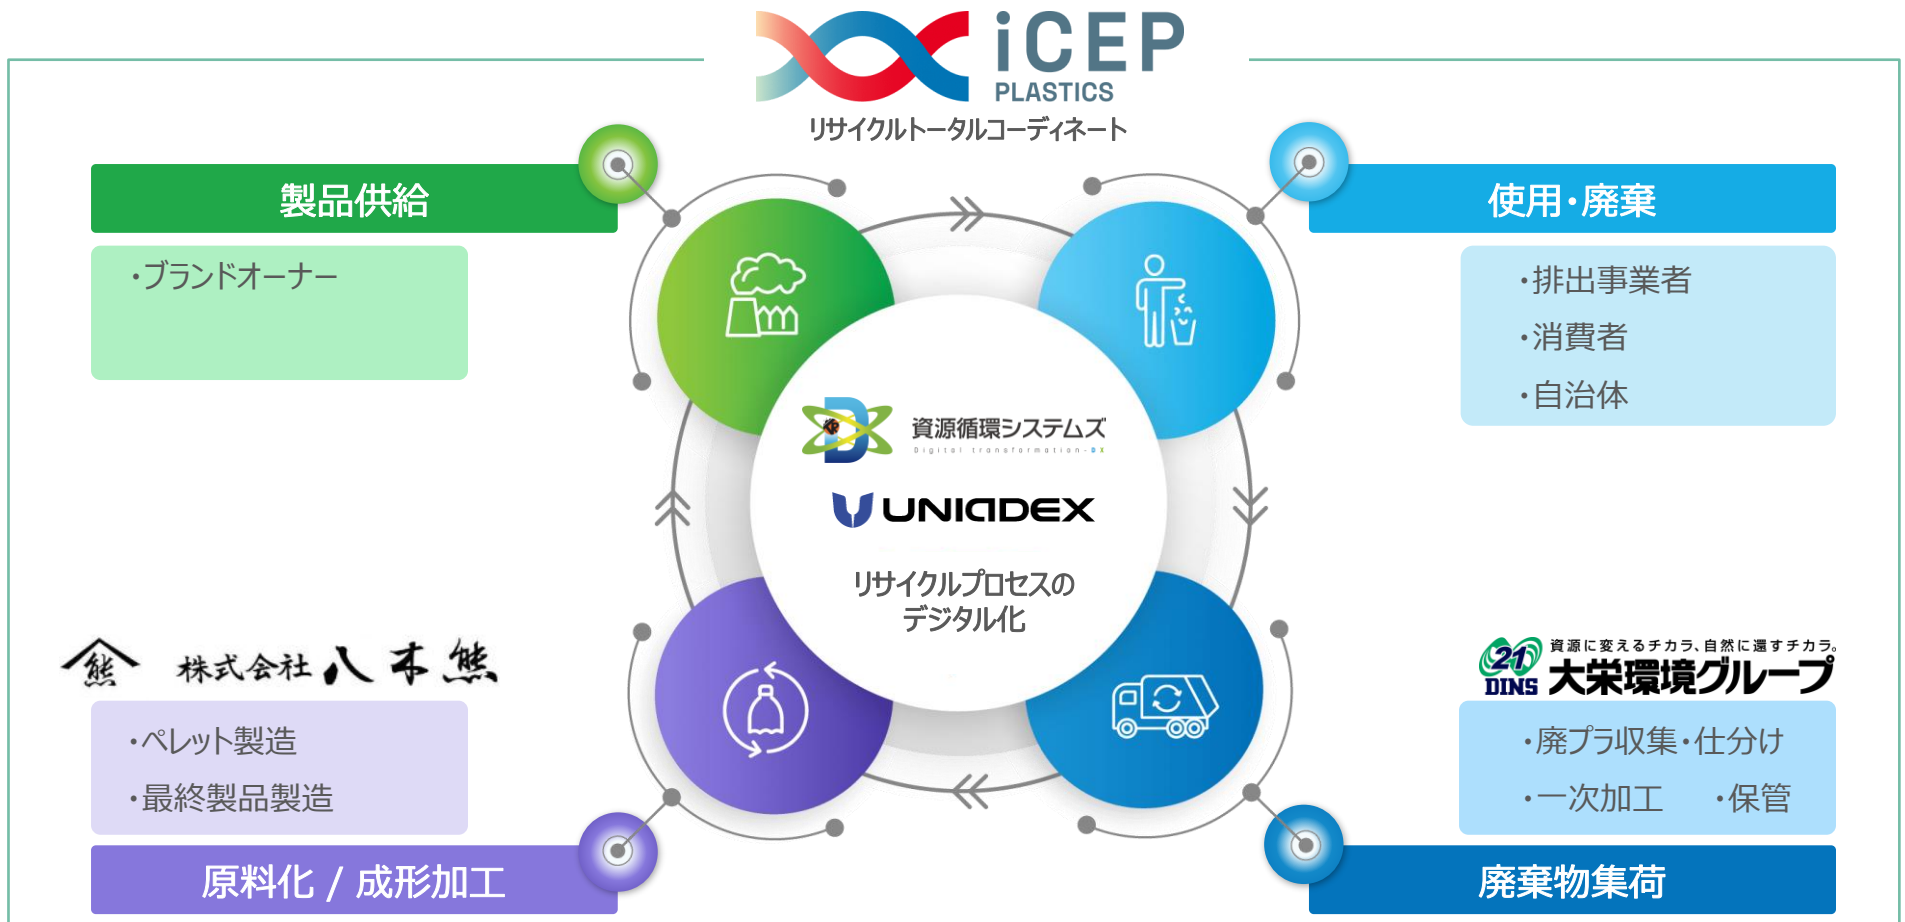 iCEP
PLASTICS
リサイクルトータルコーディネート
製品供給
・ブランドオーナー
使用・廃棄
・排出事業者
・消費者
・自治体
資源循環システムズ
Digital transformation-DX
UNIADEX
リサイクルプロセスの
デジタル化
熊
株式会社八木熊
・ペレット製造
・最終製品製造
原料化 / 成形加工
21
DINS
資源に変えるチカラ、自然に還すチカラ。
大栄環境グループ
・廃プラ収集・仕分け
・一次加工 ・保管
廃棄物集荷